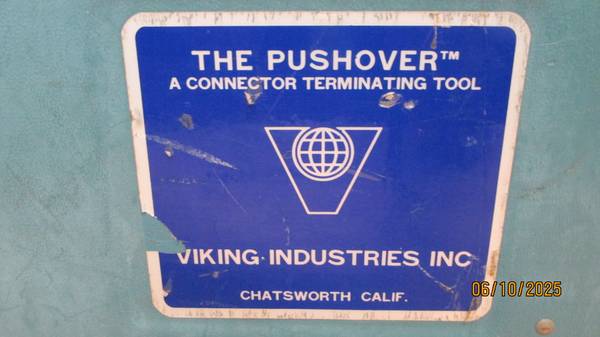 THE PUSHOVER™
A CONNECTOR TERMINATING TOOL
VIKING INDUSTRIES INC
CHATSWORTH CALIF.
06/10/2025